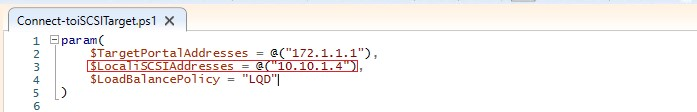 Connect-toiSCSITarget.ps1 X
1 param(
2 $TargetPortalAddresses = @("172.1.1.1"),
3 $LocaliSCSIAddresses = @("10.10.1.4"),
4 $LoadBalancePolicy = "LQD"
5 )
6